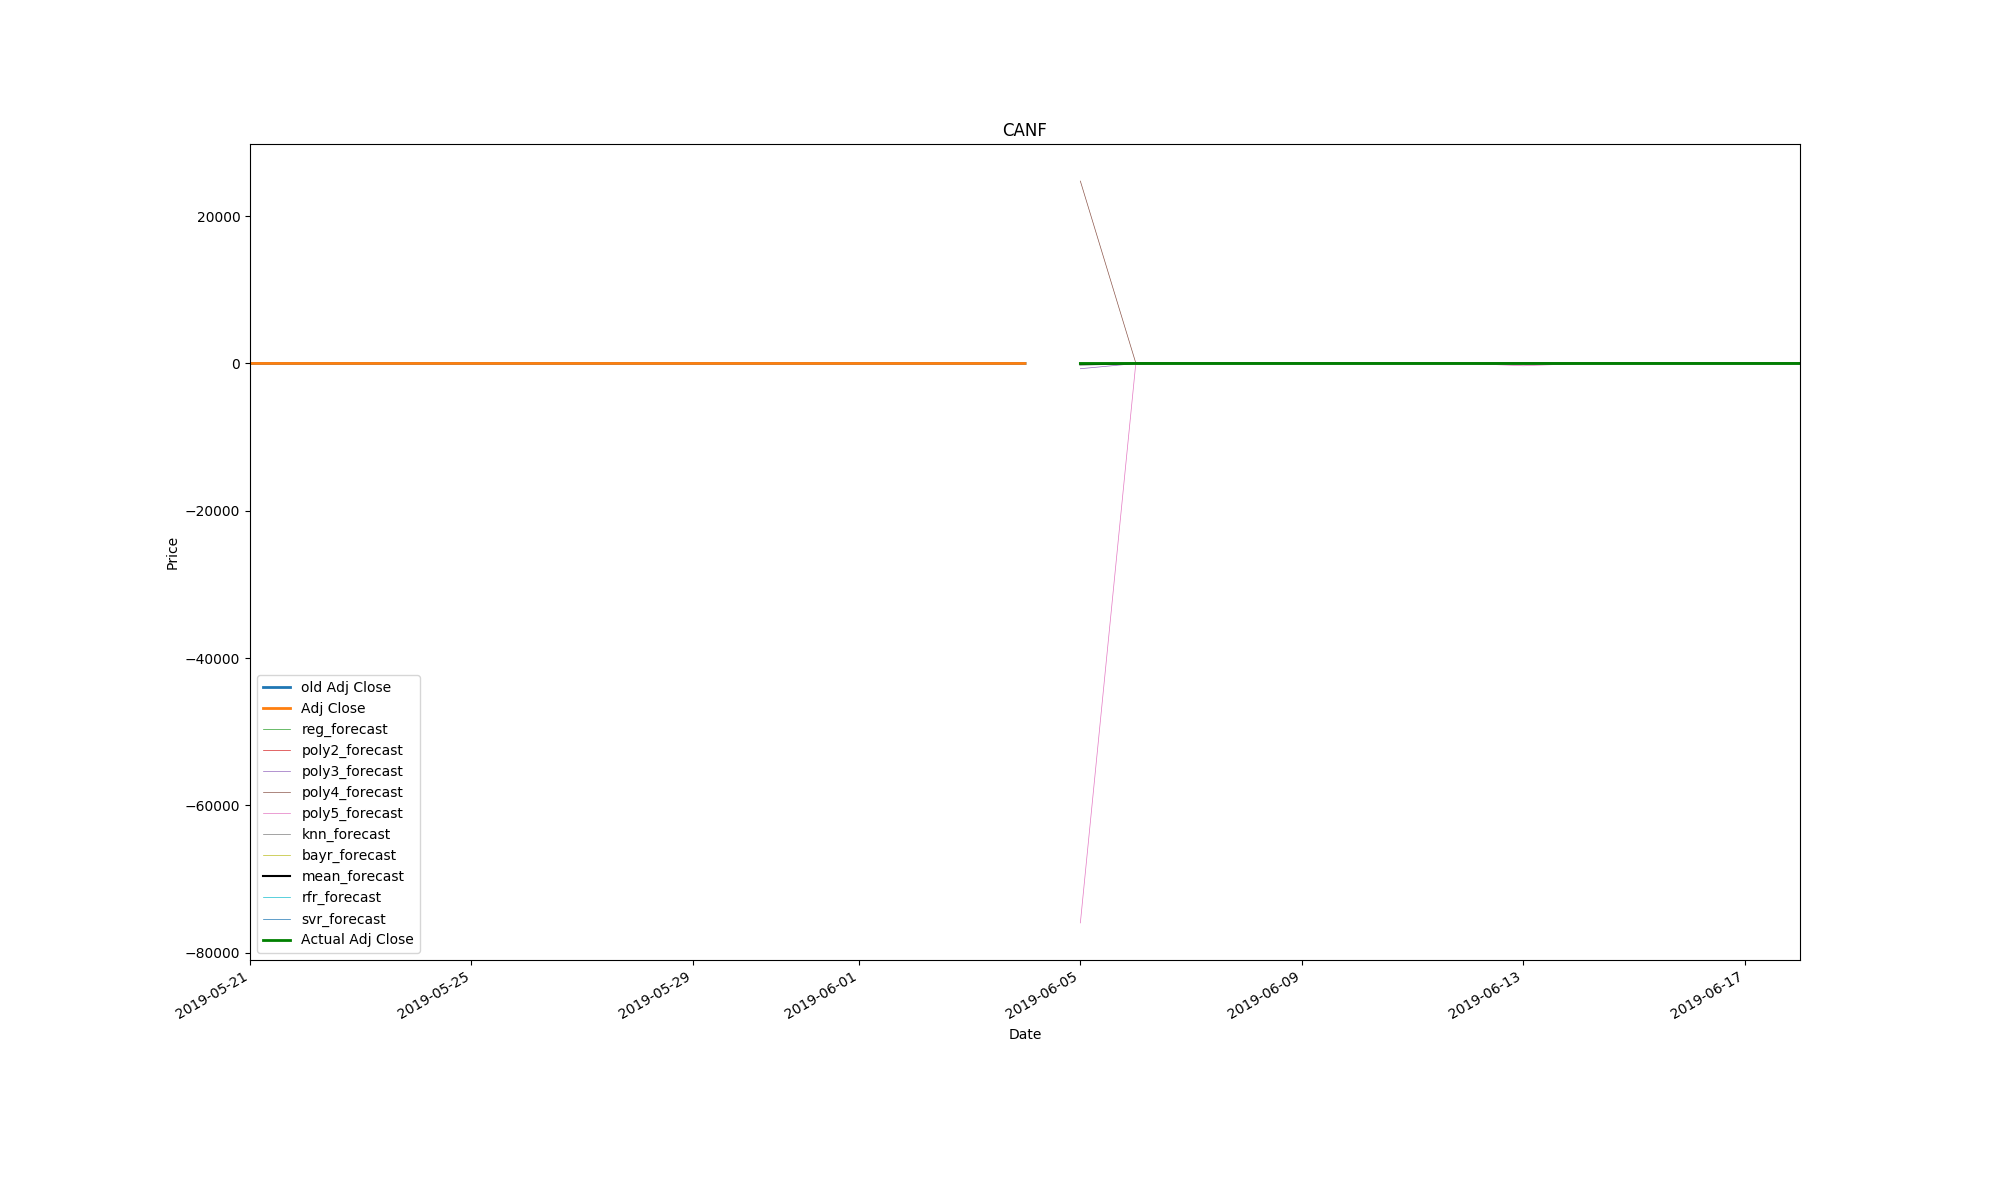 CANF
20000
0
−20000
−40000
−60000
−80000
Price
old Adj Close
Adj Close
reg_forecast
poly2_forecast
poly3_forecast
poly4_forecast
poly5_forecast
knn_forecast
bayr_forecast
mean_forecast
rfr_forecast
svr_forecast
Actual Adj Close
2019-05-21
2019-05-25
2019-05-29
2019-06-01
2019-06-05
2019-06-09
2019-06-13
2019-06-17
Date